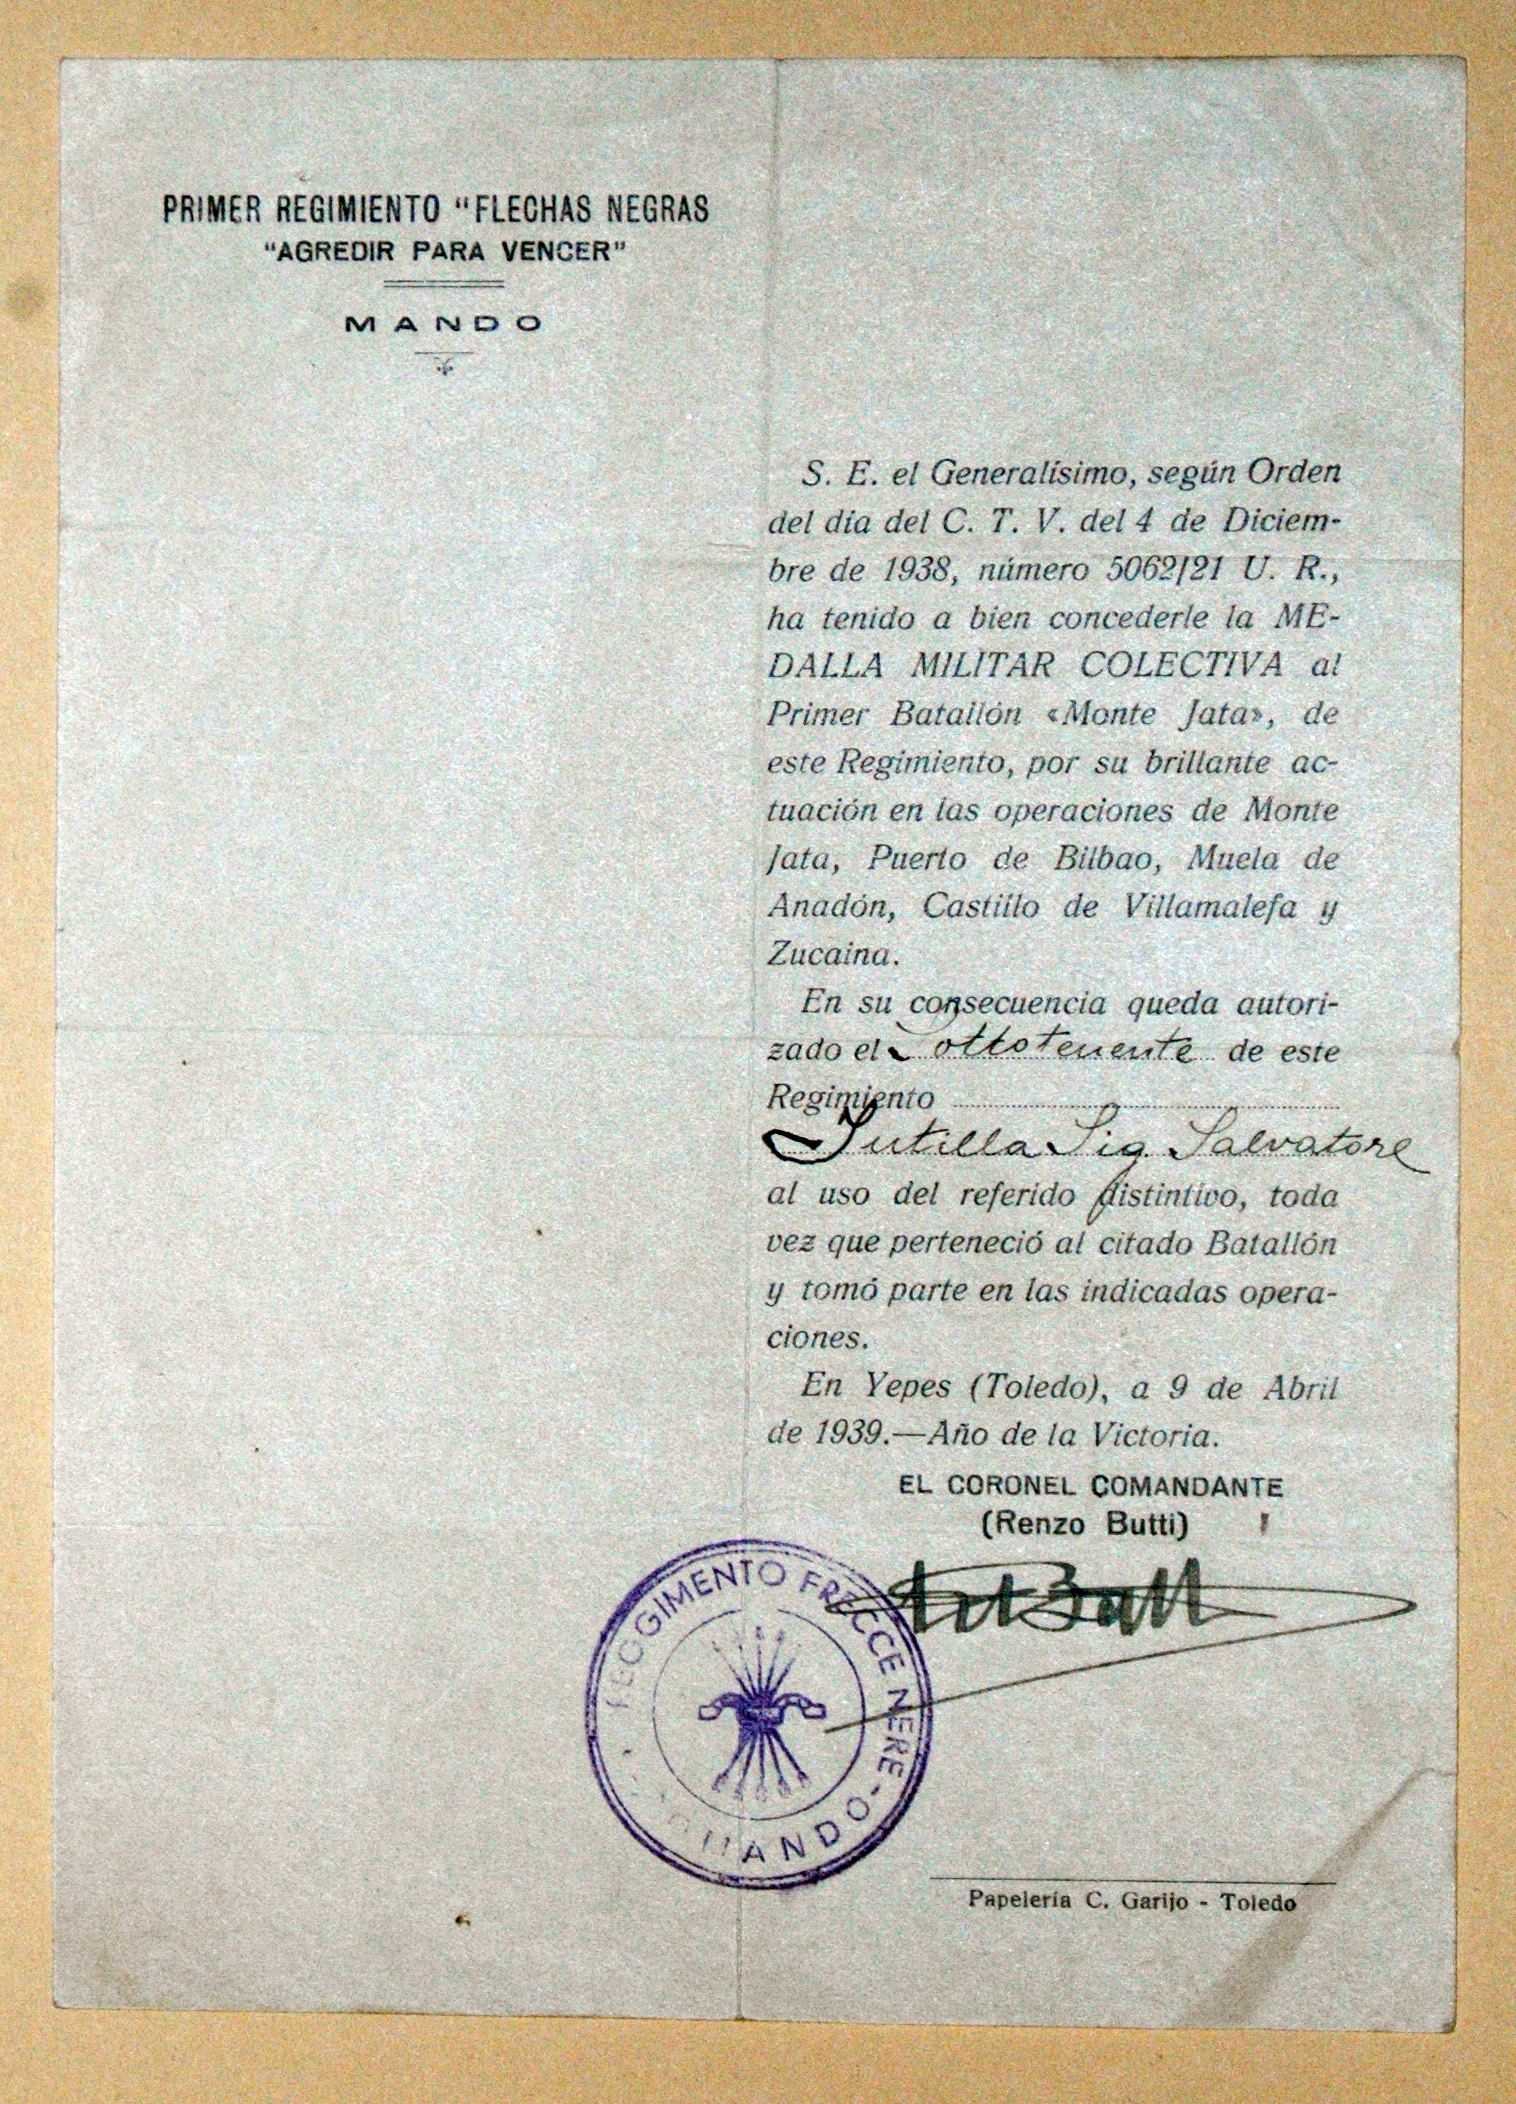 PRIMER REGIMIENTO "FLECHAS NEGRAS
"AGREDIR PARA VENCER"
MANDO
S. E. el Generalísimo, según Orden
del día del C. T. V. del 4 de Diciem-
bre de 1938, número 5062/21 U. R.,
ha tenido a bien concederle la ME-
DALLA MILITAR COLECTIVA al
Primer Batallón «Monte Jata», de
este Regimiento, por su brillante ac-
tuación en las operaciones de Monte
Jata, Puerto de Bilbao, Muela de
Anadón, Castillo de Villamalefa y
Zucaina.
En su consecuencia queda autori-
zado el Sottotenente de este
Regimiento
Sutilla Sig. Salvatore
al uso del referido distintivo, toda
vez que perteneció al citado Batallón
y tomó parte en las indicadas opera-
ciones.
En Yepes (Toledo), a 9 de Abril
de 1939.—Año de la Victoria.
EL CORONEL COMANDANTE
(Renzo Butti)
REGGIMENTO FRECCE NERE -
COMANDO
Papelería C. Garijo - Toledo